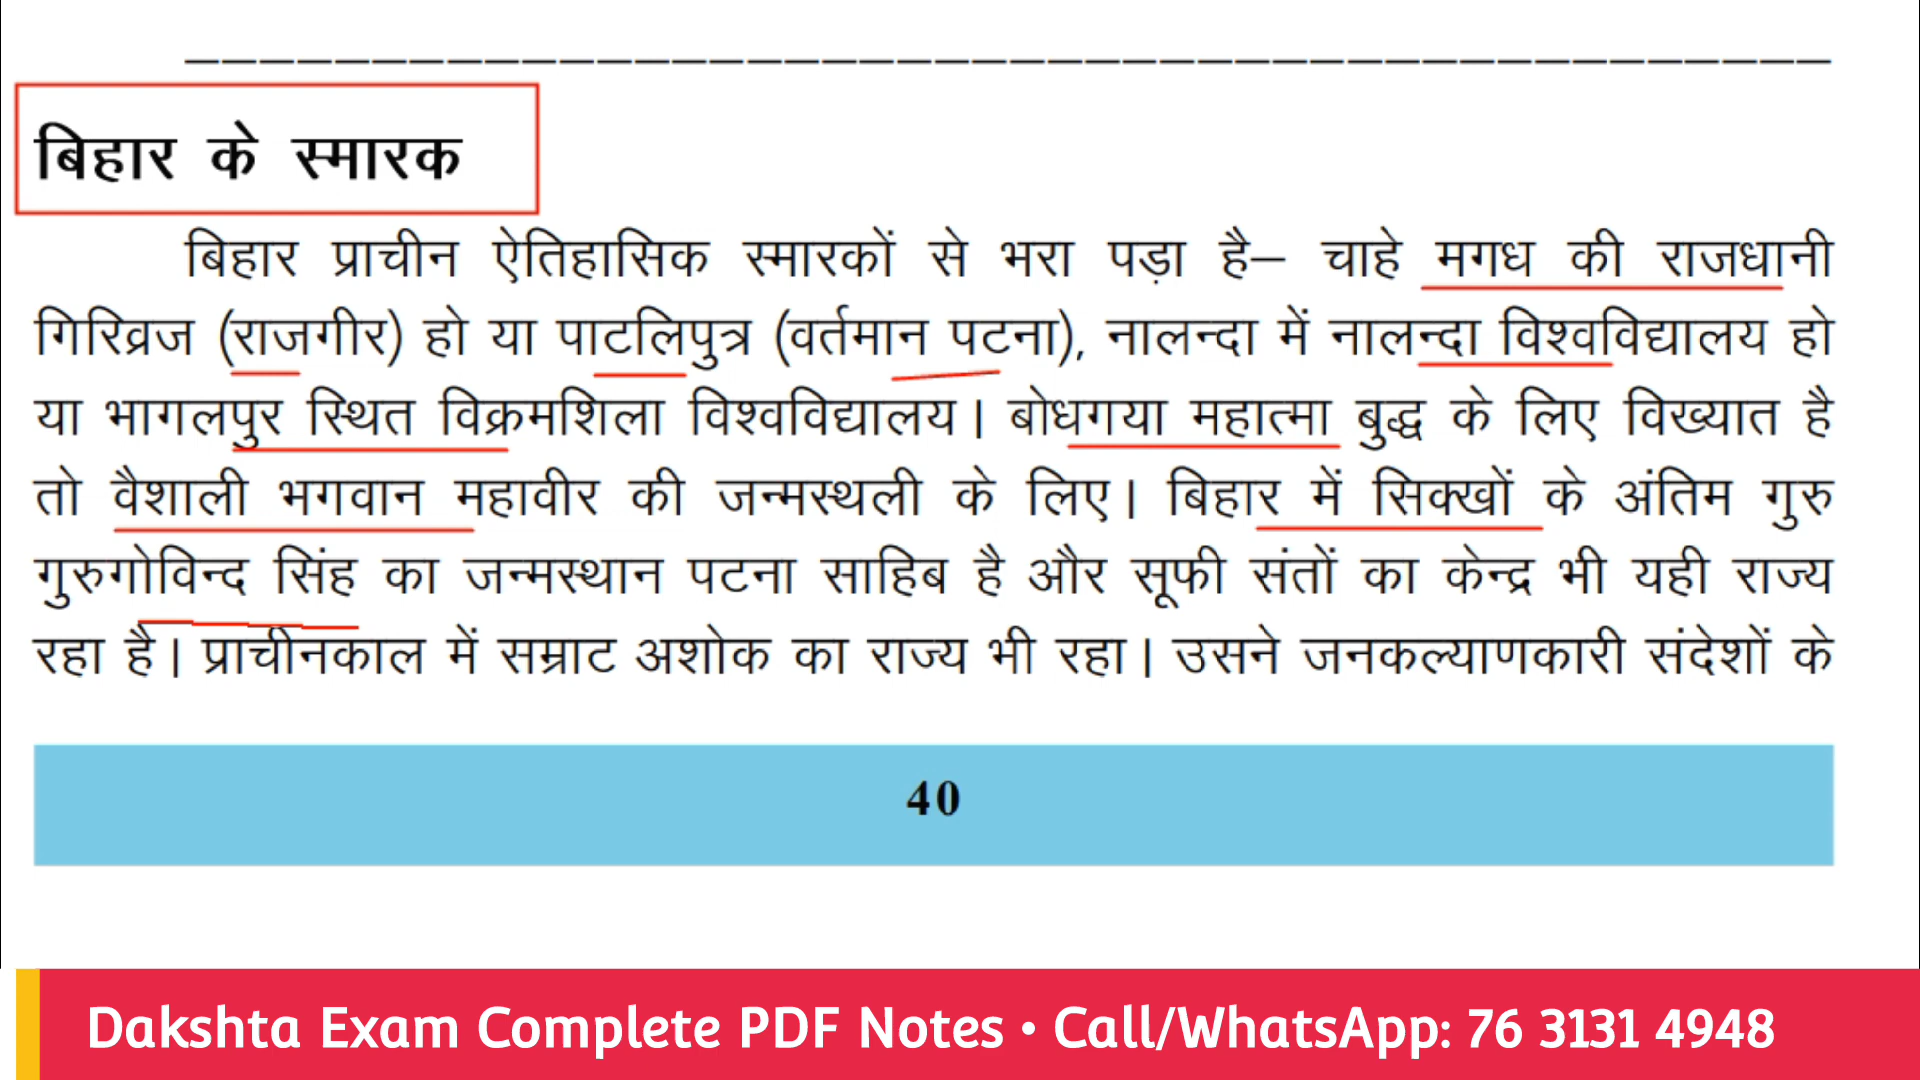 बिहार के स्मारक
बिहार प्राचीन ऐतिहासिक स्मारकों से भरा पड़ा है– चाहे मगध की राजधानी
गिरिव्रज (राजगीर) हो या पाटलिपुत्र (वर्तमान पटना), नालन्दा में नालन्दा विश्वविद्यालय हो
या भागलपुर स्थित विक्रमशिला विश्वविद्यालय। बोधगया महात्मा बुद्ध के लिए विख्यात है
तो वैशाली भगवान महावीर की जन्मस्थली के लिए। बिहार में सिक्खों के अंतिम गुरु
गुरुगोविन्द सिंह का जन्मस्थान पटना साहिब है और सूफी संतों का केन्द्र भी यही राज्य
रहा है। प्राचीनकाल में सम्राट अशोक का राज्य भी रहा। उसने जनकल्याणकारी संदेशों के
40
Dakshta Exam Complete PDF Notes • Call/WhatsApp: 76 3131 4948